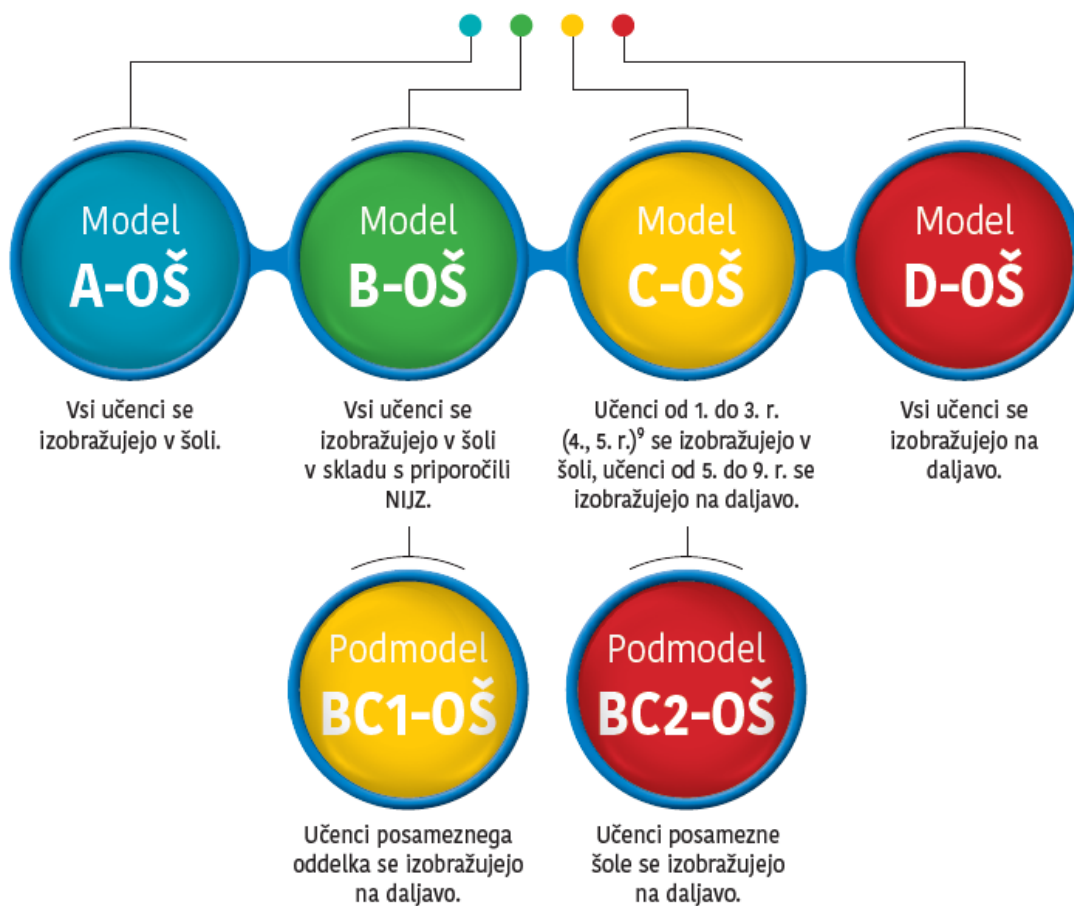 Model
A-OŠ
Vsi učenci se
izobražujejo v šoli.
Model
B-OŠ
Vsi učenci se
izobražujejo v šoli
v skladu s priporočili
NIJZ.
Model
C-OŠ
Učenci od 1. do 3. r.
(4., 5. r.)⁹ se izobražujejo v
šoli, učenci od 5. do 9. r. se
izobražujejo na daljavo.
Model
D-OŠ
Vsi učenci se
izobražujejo na
daljavo.
Podmodel
BC1-OŠ
Učenci posameznega
oddelka se izobražujejo
na daljavo.
Podmodel
BC2-OŠ
Učenci posamezne
šole se izobražujejo
na daljavo.